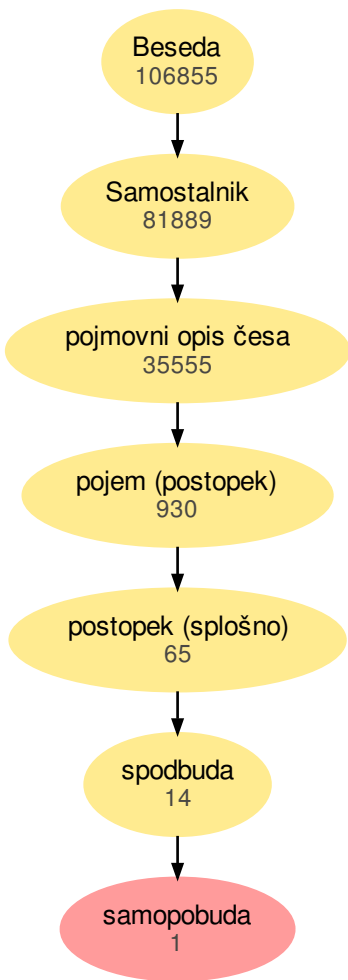 Beseda
106855
Samostalnik
81889
pojmovni opis česa
35555
pojem (postopek)
930
postopek (splošno)
65
spodbuda
14
samopobuda
1